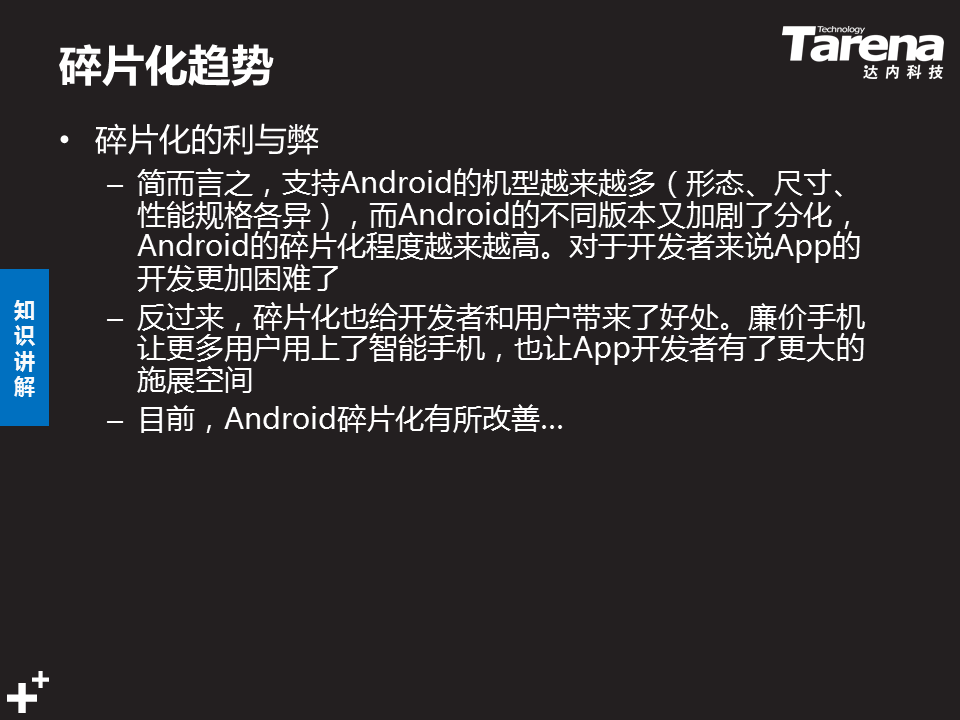 碎片化趋势
Technology
Tarena
达内科技
• 碎片化的利与弊
– 简而言之，支持Android的机型越来越多（形态、尺寸、
性能规格各异），而Android的不同版本又加剧了分化，
Android的碎片化程度越来越高。对于开发者来说App的
开发更加困难了
– 反过来，碎片化也给开发者和用户带来了好处。廉价手机
让更多用户用上了智能手机，也让App开发者有了更大的
施展空间
– 目前，Android碎片化有所改善...
知
识
讲
解